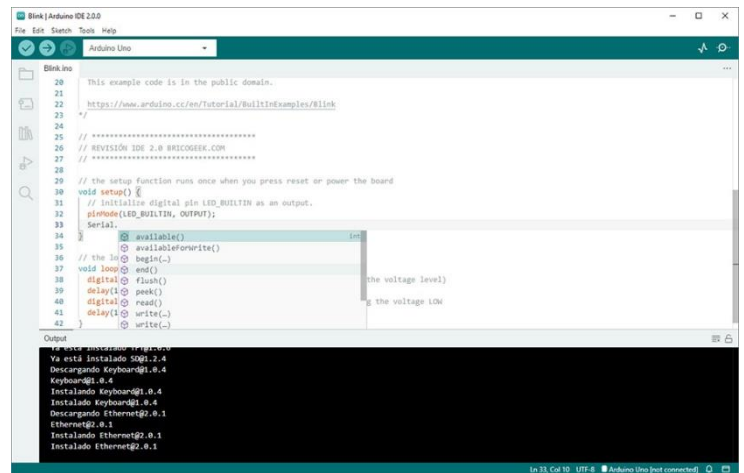 Blink | Arduino IDE 2.0.0
File Edit Sketch Tools Help
Arduino Uno
Blink.ino
20 This example code is in the public domain.
21
22 https://www.arduino.cc/en/Tutorial/BuiltInExamples/Blink
23 */
24
25 // *************************************
26 // REVISIÓN IDE 2.0 BRICOGEEK.COM
27 // *************************************
28
29 // the setup function runs once when you press reset or power the board
30 void setup() {
31 // initialize digital pin LED_BUILTIN as an output.
32 pinMode(LED_BUILTIN, OUTPUT);
33 Serial.
34 } available() int
35 availableForWrite()
36 // the lo begin(…)
37 void loop end()
38 digital flush() the voltage level)
39 delay(1 peek()
40 digital read() g the voltage LOW
41 delay(1 write(…)
42 } write(…)
Output
Ya está instalado TFT@1.0.6
Ya está instalado SD@1.2.4
Descargando Keyboard@1.0.4
Keyboard@1.0.4
Instalando Keyboard@1.0.4
Instalado Keyboard@1.0.4
Descargando Ethernet@2.0.1
Ethernet@2.0.1
Instalando Ethernet@2.0.1
Instalado Ethernet@2.0.1
Ln 33, Col 10 UTF-8 Arduino Uno [not connected]